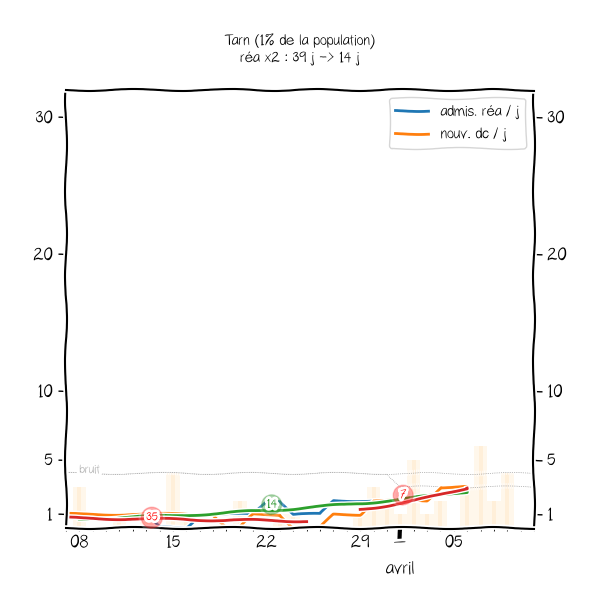 Tarn (1% de la population)
réa x2 : 39 j -> 14 j
admis. réa / j
nouv. dc / j
30 30
20 20
10 10
5 5
bruit
14 7
35
1 1
08 15 22 29 05
avril